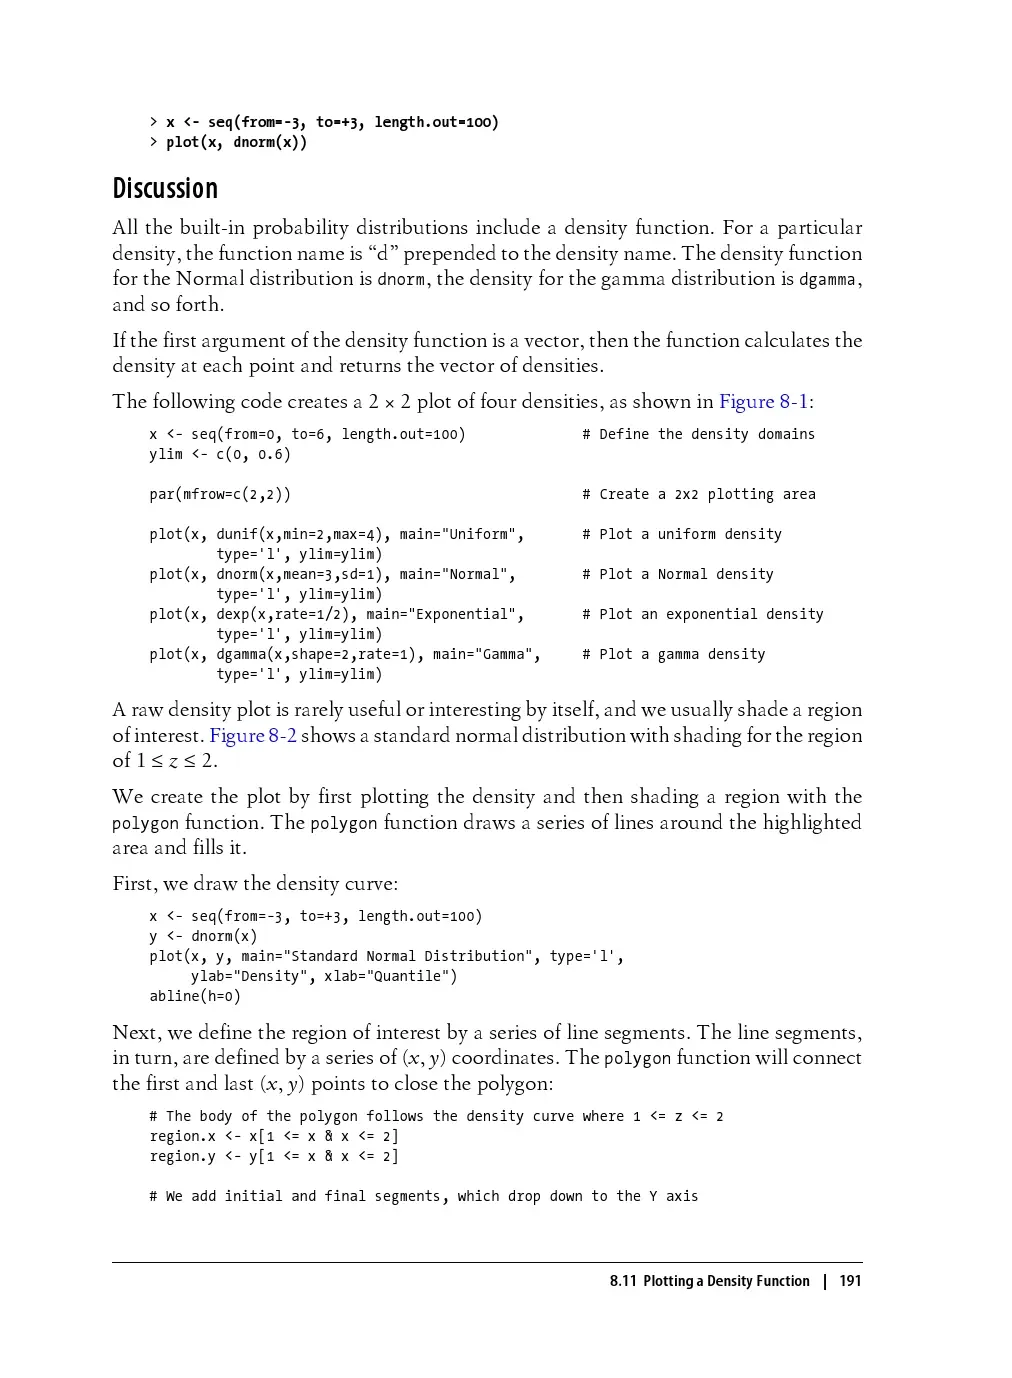 > x <- seq(from=-3, to=+3, length.out=100)
> plot(x, dnorm(x))
Discussion
All the built-in probability distributions include a density function. For a particular
density, the function name is “d” prepended to the density name. The density function
for the Normal distribution is dnorm, the density for the gamma distribution is dgamma,
and so forth.
If the first argument of the density function is a vector, then the function calculates the
density at each point and returns the vector of densities.
The following code creates a 2 × 2 plot of four densities, as shown in Figure 8-1:
x <- seq(from=0, to=6, length.out=100) # Define the density domains
ylim <- c(0, 0.6)
par(mfrow=c(2,2)) # Create a 2x2 plotting area
plot(x, dunif(x,min=2,max=4), main="Uniform", # Plot a uniform density
type='l', ylim=ylim)
plot(x, dnorm(x,mean=3,sd=1), main="Normal", # Plot a Normal density
type='l', ylim=ylim)
plot(x, dexp(x,rate=1/2), main="Exponential", # Plot an exponential density
type='l', ylim=ylim)
plot(x, dgamma(x,shape=2,rate=1), main="Gamma", # Plot a gamma density
type='l', ylim=ylim)
A raw density plot is rarely useful or interesting by itself, and we usually shade a region
of interest. Figure 8-2 shows a standard normal distribution with shading for the region
of 1 ≤ z ≤ 2.
We create the plot by first plotting the density and then shading a region with the
polygon function. The polygon function draws a series of lines around the highlighted
area and fills it.
First, we draw the density curve:
x <- seq(from=-3, to=+3, length.out=100)
y <- dnorm(x)
plot(x, y, main="Standard Normal Distribution", type='l',
ylab="Density", xlab="Quantile")
abline(h=0)
Next, we define the region of interest by a series of line segments. The line segments,
in turn, are defined by a series of (x, y) coordinates. The polygon function will connect
the first and last (x, y) points to close the polygon:
# The body of the polygon follows the density curve where 1 <= z <= 2
region.x <- x[1 <= x & x <= 2]
region.y <- y[1 <= x & x <= 2]
# We add initial and final segments, which drop down to the Y axis
8.11 Plotting a Density Function | 191